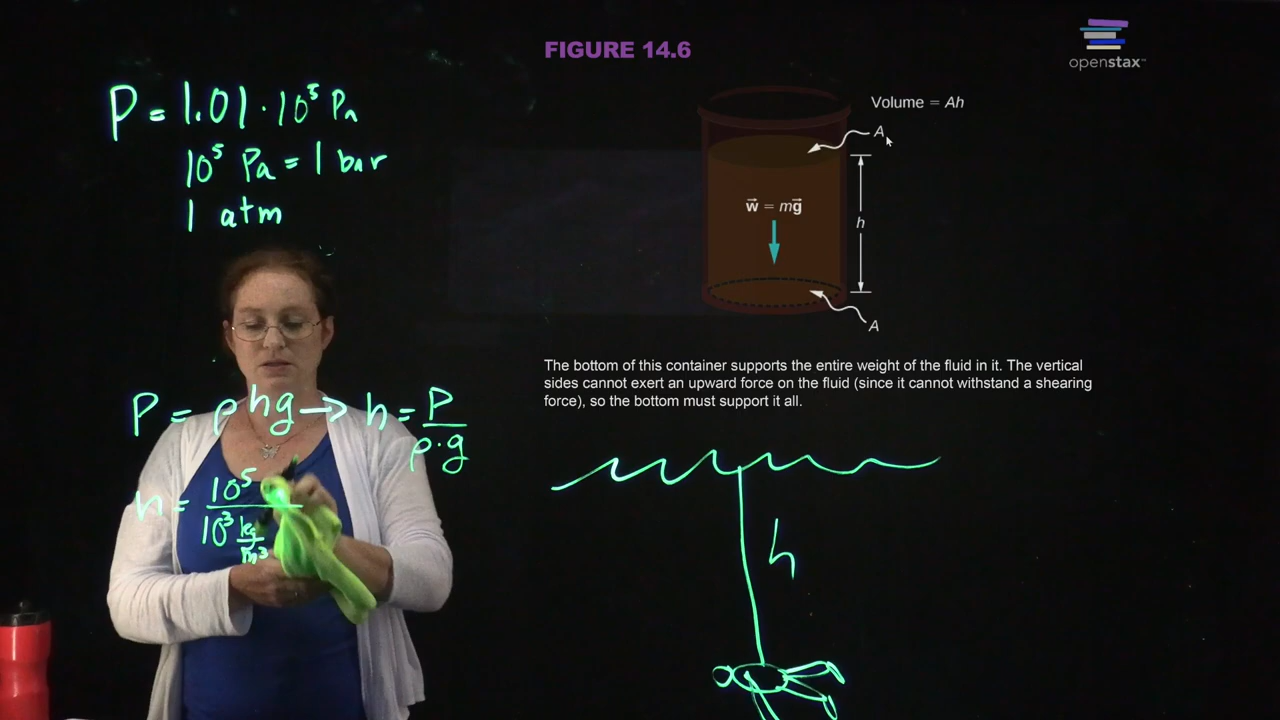 FIGURE 14.6
openstax™
P = 1.01 · 10⁵ Pa
10⁵ Pa = 1 bar
1 atm
Volume = Ah
A
w⃗ = mg⃗
h
A
The bottom of this container supports the entire weight of the fluid in it. The vertical
sides cannot exert an upward force on the fluid (since it cannot withstand a shearing
force), so the bottom must support it all.
P = ρhg → h = P/ρ·g
h = 10⁵/10³ kg/m³
h